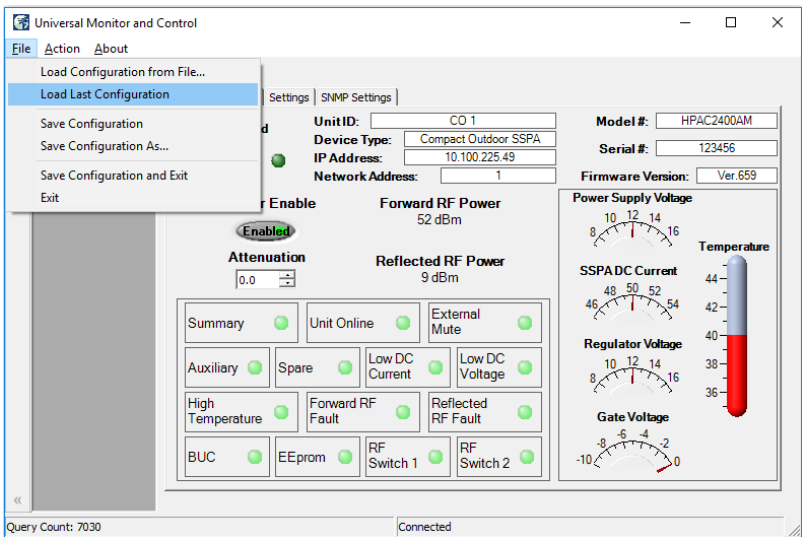 Universal Monitor and Control
File Action About
Load Configuration from File...
Load Last Configuration
Save Configuration
Save Configuration As...
Save Configuration and Exit
Exit
Settings SNMP Settings
Unit ID: CO 1
Device Type: Compact Outdoor SSPA
IP Address: 10.100.225.49
Network Address: 1
Model #: HPAC2400AM
Serial #: 123456
Firmware Version: Ver.659
Enable
Enabled
Attenuation
0.0
Forward RF Power
52 dBm
Reflected RF Power
9 dBm
Summary Unit Online External Mute
Auxiliary Spare Low DC Current Low DC Voltage
High Temperature Forward RF Fault Reflected RF Fault
BUC EEprom RF Switch 1 RF Switch 2
Power Supply Voltage
8 10 12 14 16
SSPA DC Current
46 48 50 52 54
Regulator Voltage
8 10 12 14 16
Gate Voltage
-10 -8 -6 -4 -2 0
Temperature
44
42
40
38
36
«
Query Count: 7030
Connected